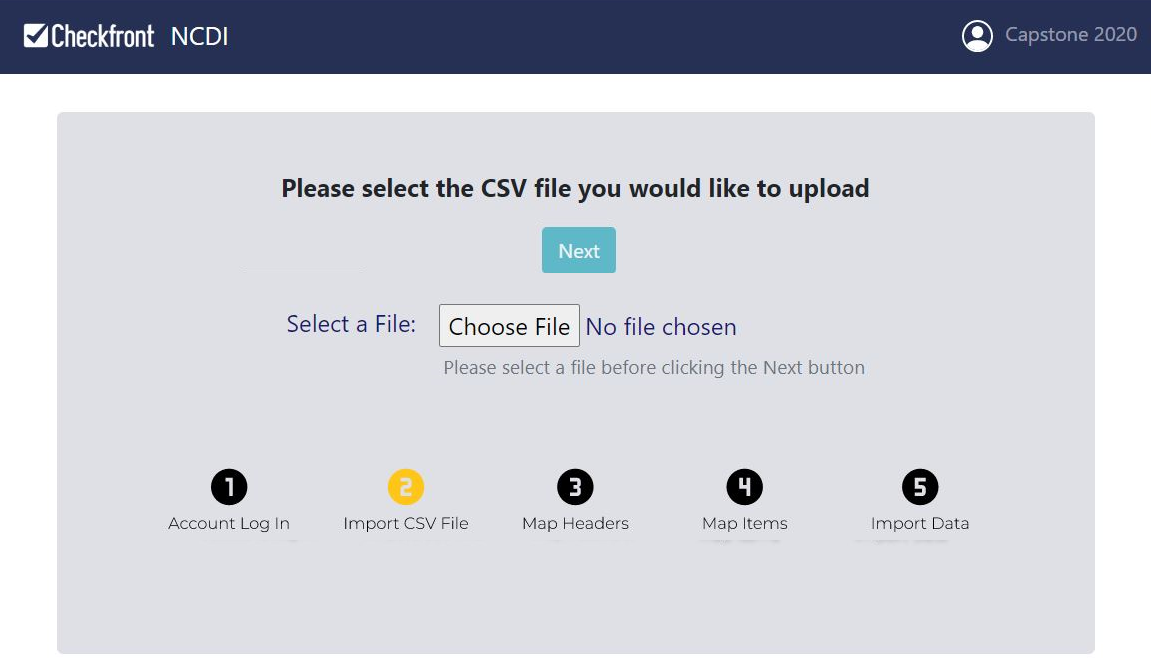 Checkfront NCDI
Capstone 2020
Please select the CSV file you would like to upload
Next
Select a File: Choose File No file chosen
Please select a file before clicking the Next button
1 2 3 4 5
Account Log In Import CSV File Map Headers Map Items Import Data